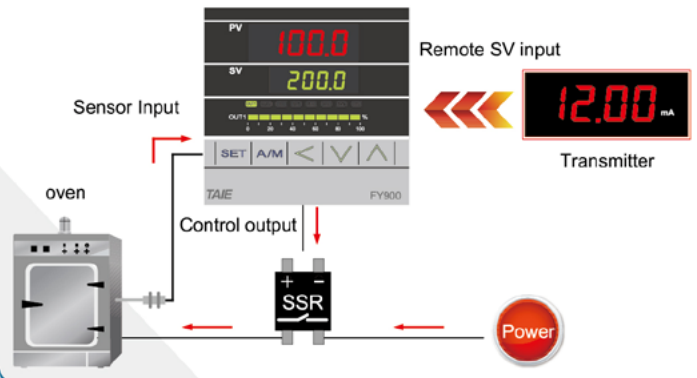 PV
100.0
Remote SV input
SV
200.0
12.00 mA
Sensor Input
OUT1 %
0 20 40 60 80 100
SET A/M
Transmitter
oven
TAIE FY900
Control output
+ −
SSR
Power